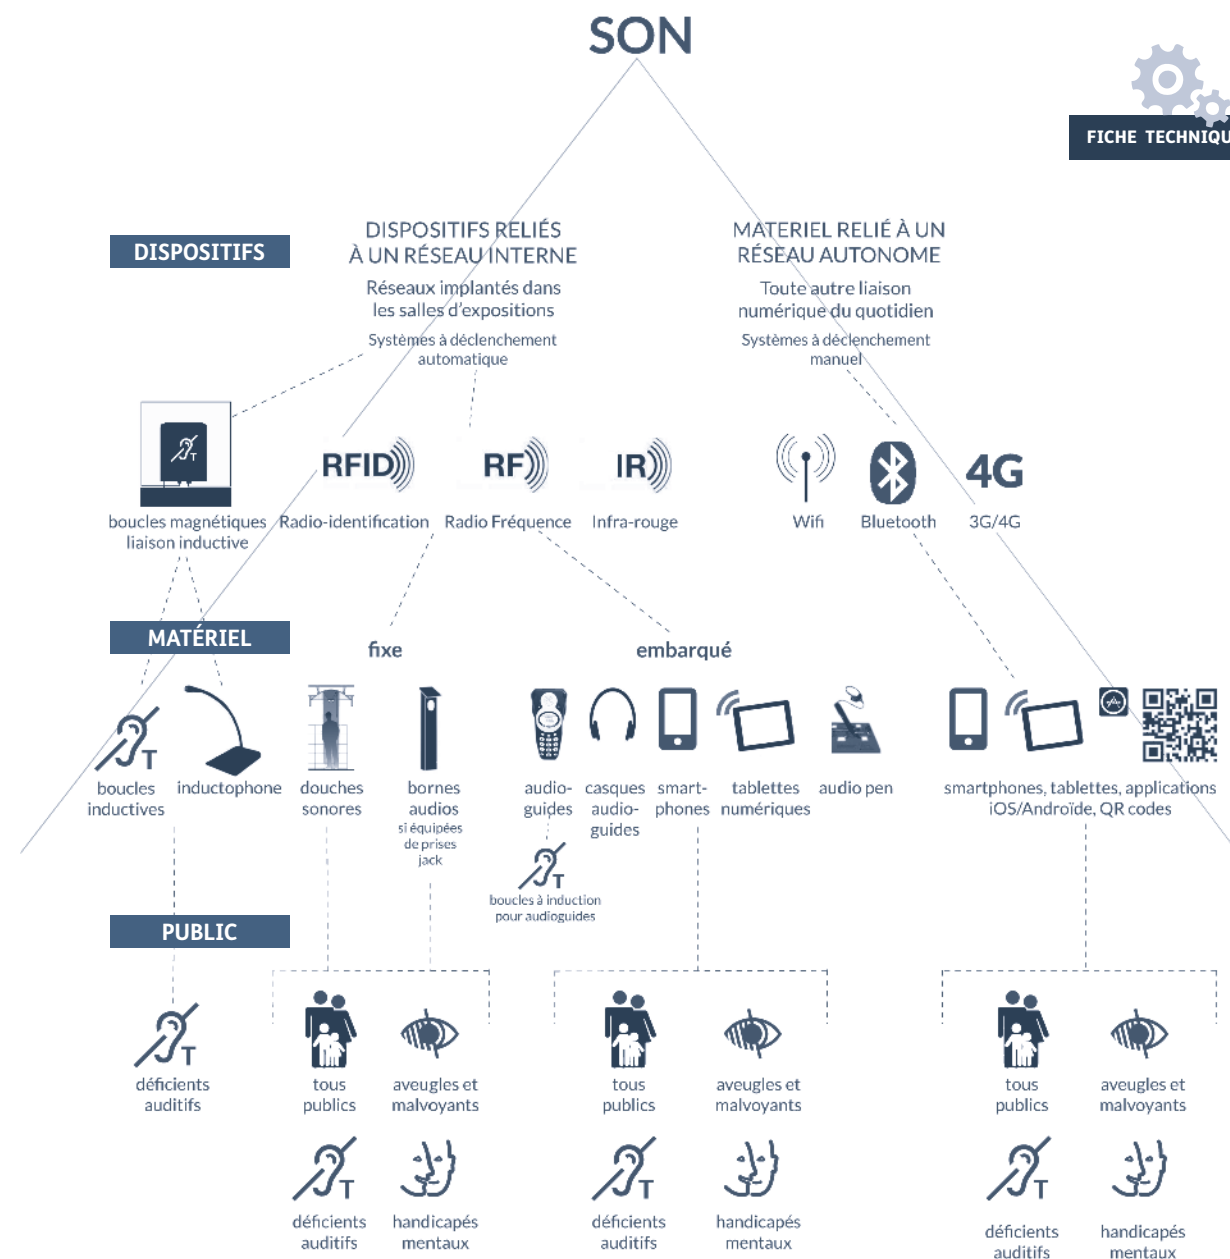 SON
FICHE TECHNIQU
DISPOSITIFS
DISPOSITIFS RELIÉS
À UN RÉSEAU INTERNE
Réseaux implantés dans
les salles d'expositions
Systèmes à déclenchement
automatique
MATERIEL RELIÉ À UN
RÉSEAU AUTONOME
Toute autre liaison
numérique du quotidien
Systèmes à déclenchement
manuel
T
RFID
RF
IR
4G
boucles magnétiques
liaison inductive
Radio-identification
Radio Fréquence
Infra-rouge
Wifi
Bluetooth
3G/4G
MATÉRIEL
fixe
embarqué
T
boucles
inductives
inductophone
douches
sonores
bornes
audios
si équipées
de prises
jack
audio-
guides
casques
audio-
guides
smart-
phones
tablettes
numériques
audio pen
smartphones, tablettes, applications
iOS/Androïde, QR codes
T
boucles à induction
pour audioguides
PUBLIC
T
déficients
auditifs
tous
publics
aveugles et
malvoyants
tous
publics
aveugles et
malvoyants
tous
publics
aveugles et
malvoyants
T
déficients
auditifs
handicapés
mentaux
T
déficients
auditifs
handicapés
mentaux
T
déficients
auditifs
handicapés
mentaux